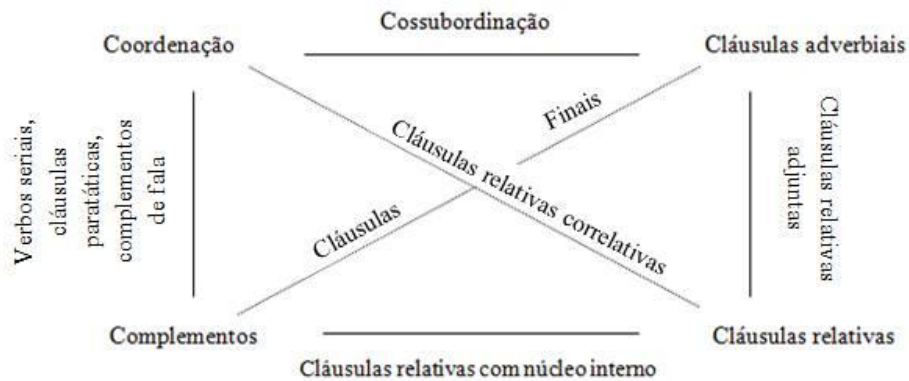 Cossubordinação
Coordenação
Cláusulas adverbiais
Verbos seriais,
cláusulas
paratáticas,
complementos
de fala
Cláusulas relativas correlativas
Cláusulas
Finais
Cláusulas relativas
adjuntas
Complementos
Cláusulas relativas
Cláusulas relativas com núcleo interno